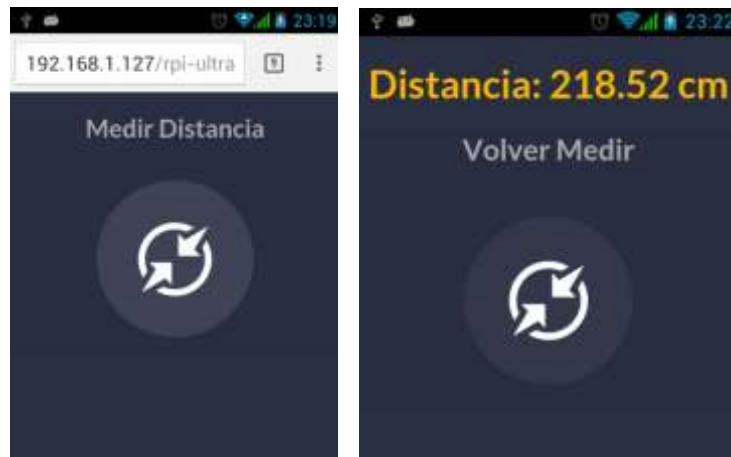 23:19
192.168.1.127/rpi-ultra
Medir Distancia
23:22
Distancia: 218.52 cm
Volver Medir